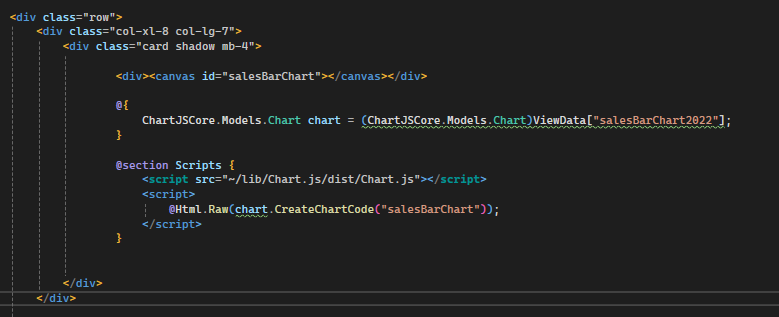 <div class="row">
<div class="col-xl-8 col-lg-7">
<div class="card shadow mb-4">
<div><canvas id="salesBarChart"></canvas></div>
@{
ChartJSCore.Models.Chart chart = (ChartJSCore.Models.Chart)ViewData["salesBarChart2022"];
}
@section Scripts {
<script src="~/lib/Chart.js/dist/Chart.js"></script>
<script>
@Html.Raw(chart.CreateChartCode("salesBarChart"));
</script>
}
</div>
</div>